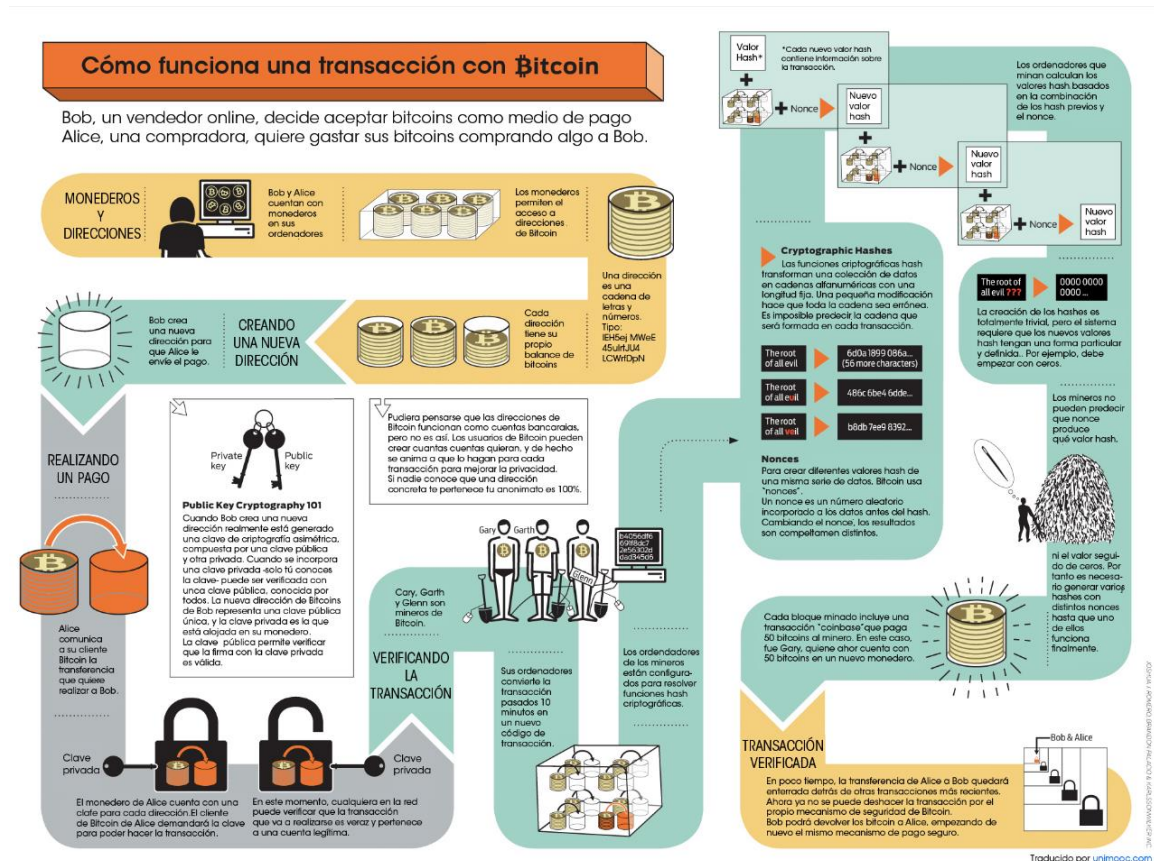 Cómo funciona una transacción con Bitcoin
Bob, un vendedor online, decide aceptar bitcoins como medio de pago
Alice, una compradora, quiere gastar sus bitcoins comprando algo a Bob.
MONEDEROS
Y
DIRECCIONES
Bob y Alice
cuentan con
monederos
en sus
ordenadores
Los monederos
permiten el
acceso a
direcciones
de Bitcoin
Una dirección
es una
cadena de
letras y
números.
Tipo:
IEH5ej MWeE
45uIrtJU4
LCWrfDpN
Cada
dirección
tiene su
propio
balance de
bitcoins
CREANDO
UNA NUEVA
DIRECCIÓN
Bob crea
una nueva
dirección para
que Alice le
envíe el pago.
REALIZANDO
UN PAGO
Alice
comunica
a su cliente
Bitcoin la
transferencia
que quiere
realizar a Bob.
Private
key
Public
key
Public Key Cryptography 101
Cuando Bob crea una nueva
dirección realmente está generado
una clave de criptografía asimétrica,
compuesta por una clave pública
y otra privada. Cuando se incorpora
una clave privada -solo tú conoces
la clave- puede ser verificada con
unca clave pública, conocida por
todos. La nueva dirección de Bitcoins
de Bob representa una clave pública
única, y la clave privada es la que
está alojada en su monedero.
La clave pública permite verificar
que la firma con la clave privada
es válida.
Pudiera pensarse que las direcciones de
Bitcoin funcionan como cuentas bancaraias,
pero no es así. Los usuarios de Bitcoin pueden
crear cuantas cuentas quieran, y de hecho
se anima a que lo hagan para cada
transacción para mejorar la privacidad.
Si nadie conoce que una dirección
concreta te pertenece tu anonimato es 100%.
Clave
privada
Clave
privada
El monedero de Alice cuenta con una
clafe para cada dirección.El cliente
de Bitcoin de Alice demandará la clave
para poder hacer la transacción.
En este momento, cualquiera en la red
puede verificar que la transacción
que va a realizarse es veraz y pertenece
a una cuenta legítima.
VERIFICANDO
LA
TRANSACCIÓN
Gary
Garth
Glenn
b4056df6
691f8dc7
2e56302d
dad345d6
Cary, Garth
y Glenn son
mineros de
Bitcoin.
Sus ordenadores
convierte la
transacción
pasados 10
minutos en
un nuevo
código de
transacción.
Los ordendadores
de los mineros
están configura-
dos para resolver
funciones hash
criptográficas.
Valor
Hash*
*Cada nuevo valor hash
contiene información sobre
la transacción.
+
+ Nonce
Nuevo
valor
hash
+
+ Nonce
Nuevo
valor
hash
+
+ Nonce
Nuevo
valor
hash
Los ordenadores que
minan calculan los
valores hash basados
en la combinación
de los hash previos y
el nonce.
Cryptographic Hashes
Las funciones criptográficas hash
transforman una colección de datos
en cadenas alfanuméricas con una
longitud fija. Una pequeña modificación
hace que toda la cadena sea errónea.
Es imposible predecir la cadena que
será formada en cada transacción.
The root
of all evil
6d0a 1899 086a...
(56 more characters)
The root
of all evil
486c 6be4 6dde...
The root
of all veil
b8db 7ee9 8392...
Nonces
Para crear diferentes valores hash de
una misma serie de datos, Bitcoin usa
"nonces".
Un nonce es un número aleatorio
incorporado a los datos antes del hash.
Cambiando el nonce, los resultados
son compeltamen distintos.
The root of
all evil ???
0000 0000
0000 ...
La creación de los hashes es
totalmente trivial, pero el sistema
requiere que los nuevos valores
hash tengan una forma particular
y definida.. Por ejemplo, debe
empezar con ceros.
Los mineros no
pueden predecir
que nonce
produce
qué valor hash.
ni el valor segui-
do de ceros. Por
tanto es necesa-
rio generar varios
hashes con
distintos nonces
hasta que uno
de ellos
funciona
finalmente.
Cada bloque minado incluye una
transacción "coinbase" que paga
50 bitcoins al minero. En este caso,
fue Gary, quiene ahor cuenta con
50 bitcoins en un nuevo monedero.
TRANSACCIÓN
VERIFICADA
Bob & Alice
En poco tiempo, la transferencia de Alice a Bob quedará
enterrada detrás de otras transacciones más recientes.
Ahora ya no se puede deshacer la transacción por el
propio mecanismo de seguridad de Bitcoin.
Bob podrá devolver los bitcoin a Alice, empezando de
nuevo el mismo mecanismo de pago seguro.
Traducido por unimooc.com